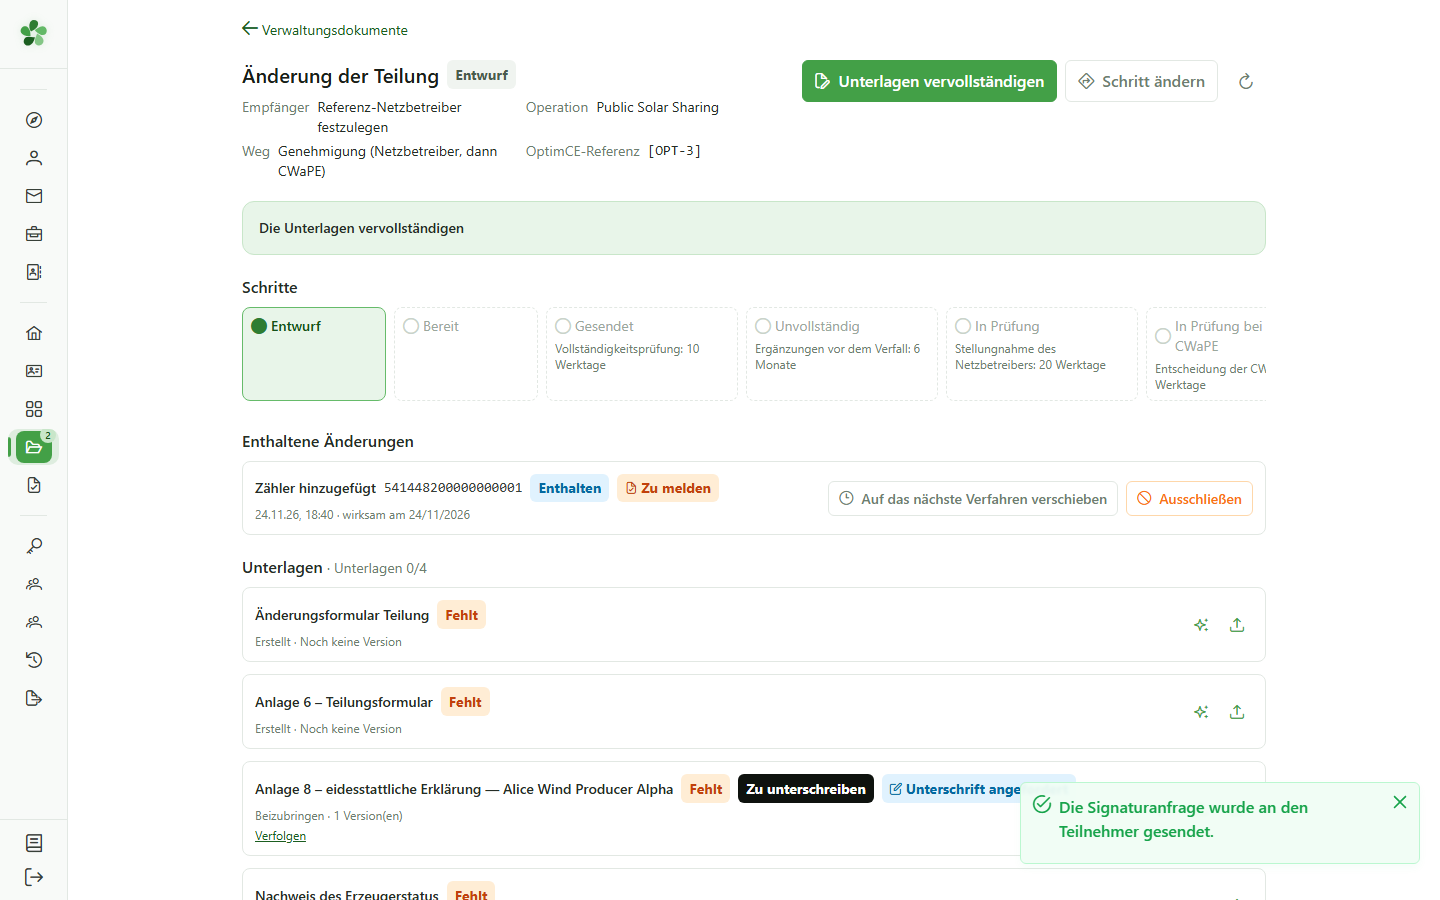 Verwaltungsdokumente
Änderung der Teilung Entwurf
Unterlagen vervollständigen
Schritt ändern
Empfänger Referenz-Netzbetreiber festzulegen
Operation Public Solar Sharing
Weg Genehmigung (Netzbetreiber, dann CWaPE)
OptimCE-Referenz [OPT-3]
Die Unterlagen vervollständigen
Schritte
Entwurf
Bereit
Gesendet
Vollständigkeitsprüfung: 10
Werktage
Unvollständig
Ergänzungen vor dem Verfall: 6
Monate
In Prüfung
Stellungnahme des
Netzbetreibers: 20 Werktage
In Prüfung bei
CWaPE
Entscheidung der
Werktage
2
Enthaltene Änderungen
Zähler hinzugefügt 541448200000000001 Enthalten Zu melden
24.11.26, 18:40 · wirksam am 24/11/2026
Auf das nächste Verfahren verschieben
Ausschließen
Unterlagen · Unterlagen 0/4
Änderungsformular Teilung Fehlt
Erstellt · Noch keine Version
Anlage 6 – Teilungsformular Fehlt
Erstellt · Noch keine Version
Anlage 8 – eidesstattliche Erklärung — Alice Wind Producer Alpha Fehlt Zu unterschreiben Unterschrift
Beizubringen · 1 Version(en)
Verfolgen
Die Signaturanfrage wurde an den
Teilnehmer gesendet.
Nachweis des Erzeugerstatus Fehlt